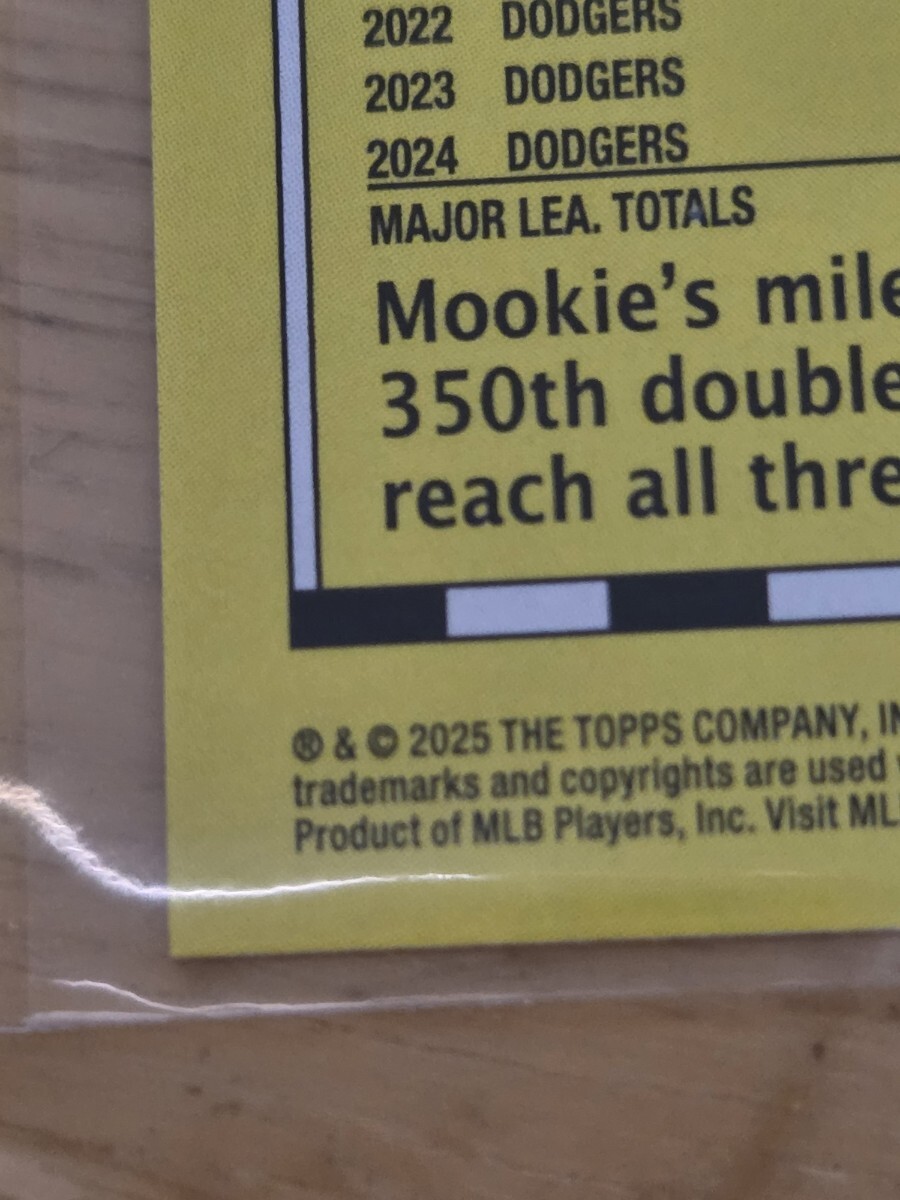 2022 DODGERS
2023 DODGERS
2024 DODGERS
MAJOR LEA. TOTALS
Mookie's mile
350th double
reach all thre
® & © 2025 THE TOPPS COMPANY, IN
trademarks and copyrights are used
Product of MLB Players, Inc. Visit ML